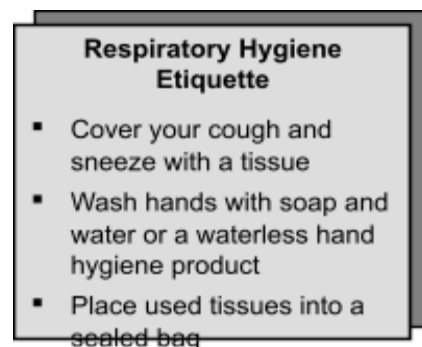 Respiratory Hygiene
Etiquette
▪ Cover your cough and
sneeze with a tissue
▪ Wash hands with soap and
water or a waterless hand
hygiene product
▪ Place used tissues into a
sealed bag